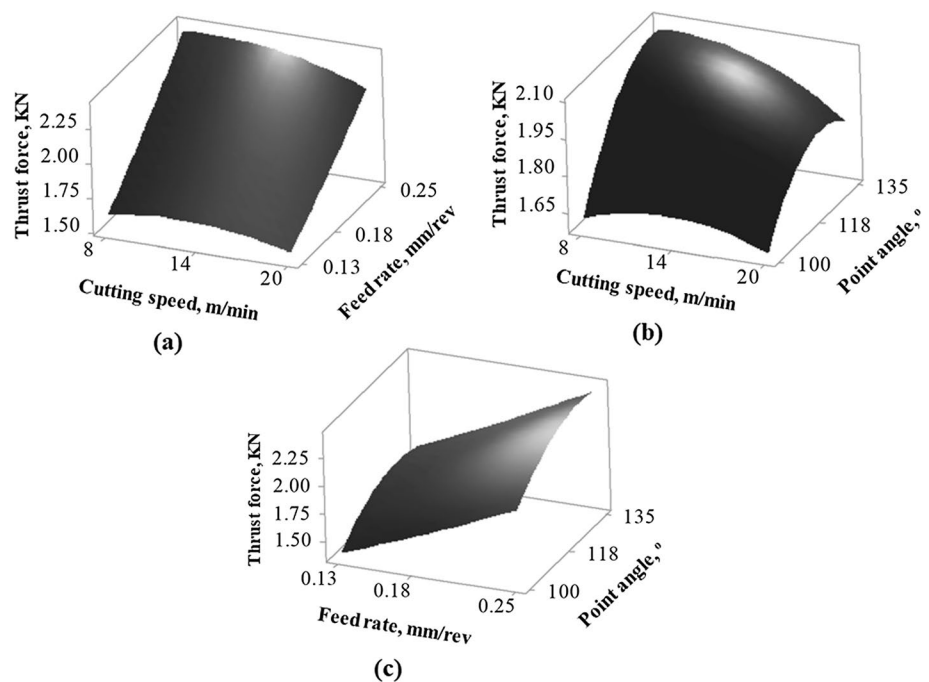 Thrust force, KN
2.25
2.00
1.75
1.50
8
14
20
0.13
0.18
0.25
Cutting speed, m/min
Feed rate, mm/rev
(a)
Thrust force, KN
2.10
1.95
1.80
1.65
8
14
20
100
118
135
Cutting speed, m/min
Point angle, º
(b)
Thrust force, KN
2.25
2.00
1.75
1.50
0.13
0.18
0.25
100
118
135
Feed rate, mm/rev
Point angle, º
(c)